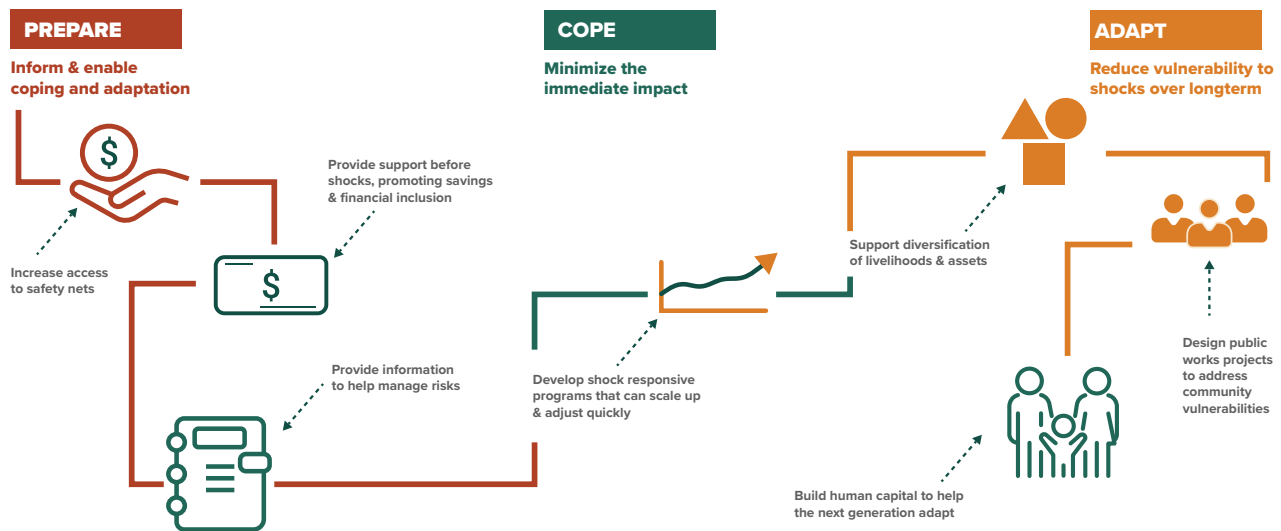 PREPARE
Inform & enable
coping and adaptation
$
Increase access
to safety nets
Provide support before
shocks, promoting savings
& financial inclusion
$
Provide information
to help manage risks
COPE
Minimize the
immediate impact
Develop shock responsive
programs that can scale up
& adjust quickly
ADAPT
Reduce vulnerability to
shocks over longterm
Support diversification
of livelihoods & assets
Design public
works projects
to address
community
vulnerabilities
Build human capital to help
the next generation adapt